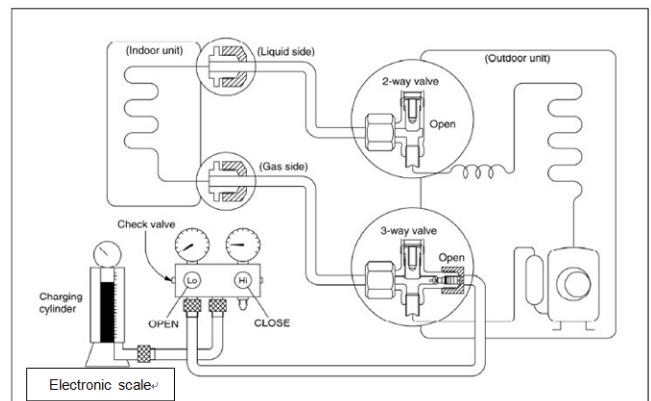 (Indoor unit)
(Liquid side)
(Outdoor unit)
2-way valve
Open
(Gas side)
3-way valve
Open
Check valve
Lo
Hi
Charging
cylinder
OPEN
CLOSE
Electronic scale